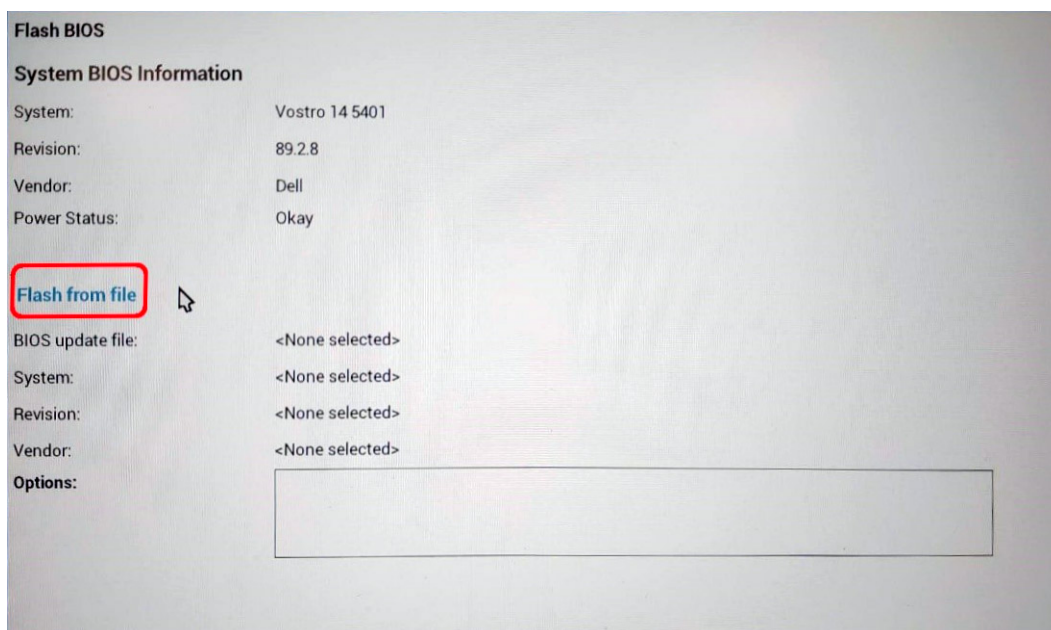 Flash BIOS
System BIOS Information
System: Vostro 14 5401
Revision: 89.2.8
Vendor: Dell
Power Status: Okay
Flash from file
BIOS update file: <None selected>
System: <None selected>
Revision: <None selected>
Vendor: <None selected>
Options: